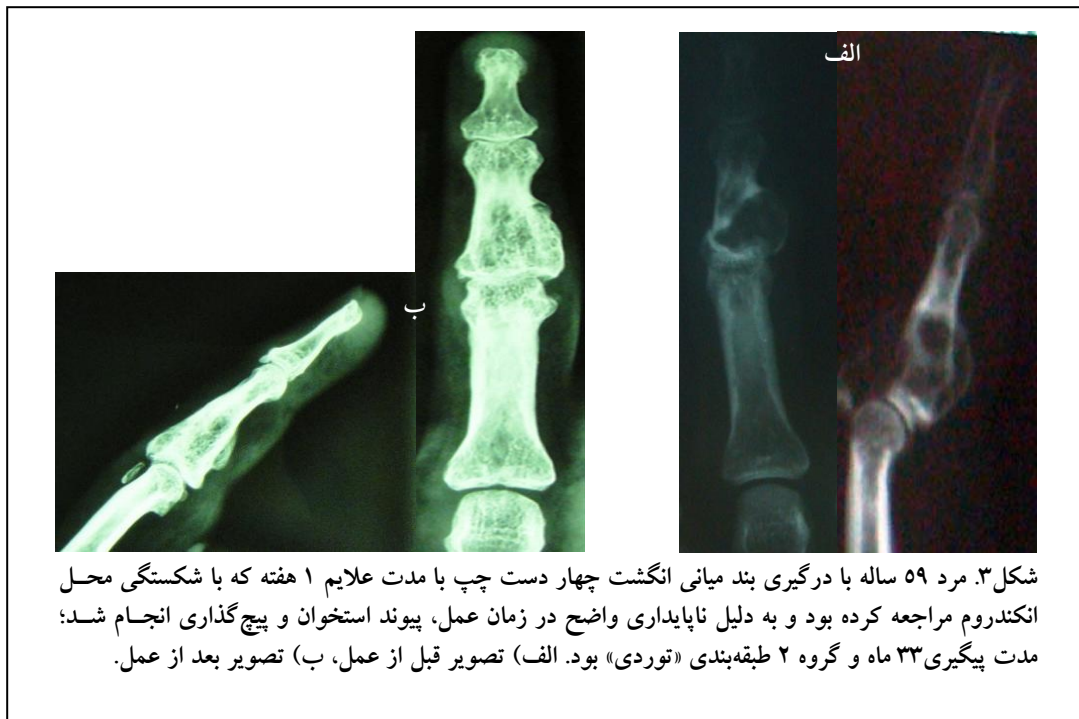 الف
ب
شکل۳. مرد ۵۹ ساله با درگیری بند میانی انگشت چهار دست چپ با مدت علایم ۱ هفته که با شکستگی محل
انکندروم مراجعه کرده بود و به دلیل ناپایداری واضح در زمان عمل، پیوند استخوان و پیچ‌گذاری انجام شد؛
مدت پیگیری۳۳ ماه و گروه ۲ طبقه‌بندی «توردی» بود. الف) تصویر قبل از عمل، ب) تصویر بعد از عمل.